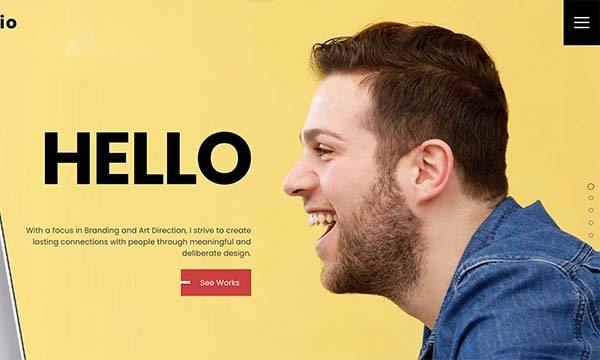 io
HELLO
With a focus in Branding and Art Direction, I strive to create
lasting connections with people through meaningful and
deliberate design.
See Works